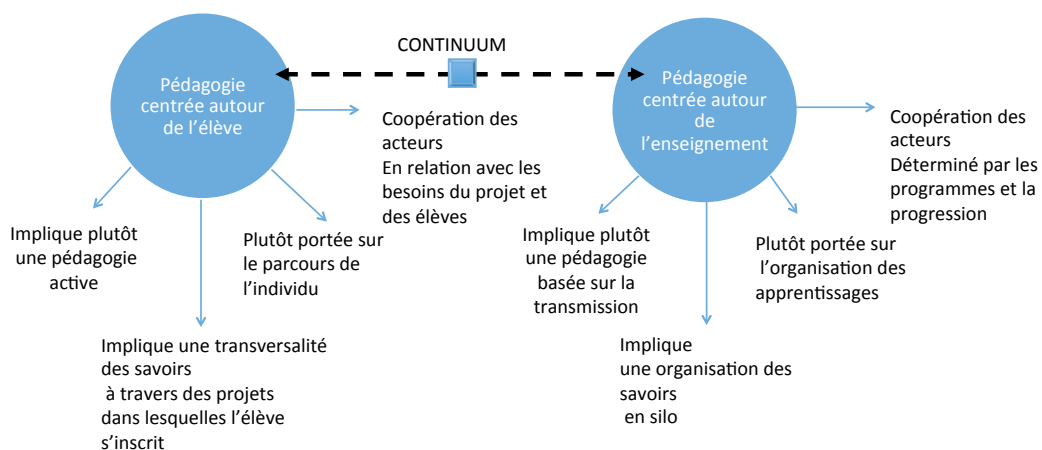 CONTINUUM
Pédagogie
centrée autour
de l’élève
Coopération des
acteurs
En relation avec les
besoins du projet et
des élèves
Implique plutôt
une pédagogie
active
Plutôt portée sur
le parcours de
l’individu
Implique une transversalité
des savoirs
à travers des projets
dans lesquelles l’élève
s’inscrit
Pédagogie
centrée autour
de
l’enseignement
Coopération des
acteurs
Déterminé par les
programmes et la
progression
Implique plutôt
une pédagogie
basée sur la
transmission
Plutôt portée sur
l’organisation des
apprentissages
Implique
une organisation des
savoirs
en silo